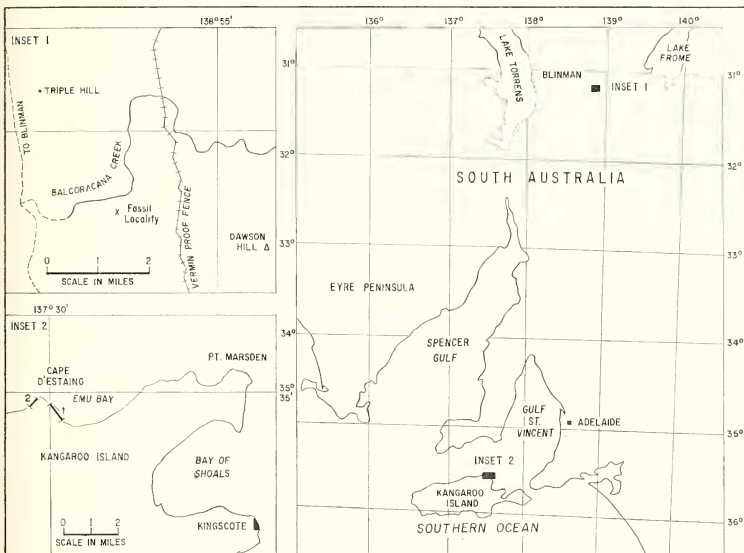 138°55'
INSET 1
TRIPLE HILL
TO BLINMAN
BALCORACANA CREEK
X Fossil
Locality
VERMIN PROOF FENCE
DAWSON
HILL Δ
0 1 2
SCALE IN MILES
137°30'
INSET 2
PT. MARSDEN
CAPE
D'ESTAING
EMU BAY
2
1
35°
35'
KANGAROO ISLAND
BAY OF
SHOALS
KINGSCOTE
0 1 2
SCALE IN MILES
136° 137° 138° 139° 140°
LAKE TORRENS
LAKE
FROME
BLINMAN
INSET 1
31°
31°
32°
32°
SOUTH AUSTRALIA
33°
33°
EYRE PENINSULA
34°
34°
SPENCER
GULF
GULF
ST.
VINCENT
ADELAIDE
35°
INSET 2
KANGAROO
ISLAND
SOUTHERN OCEAN
36°